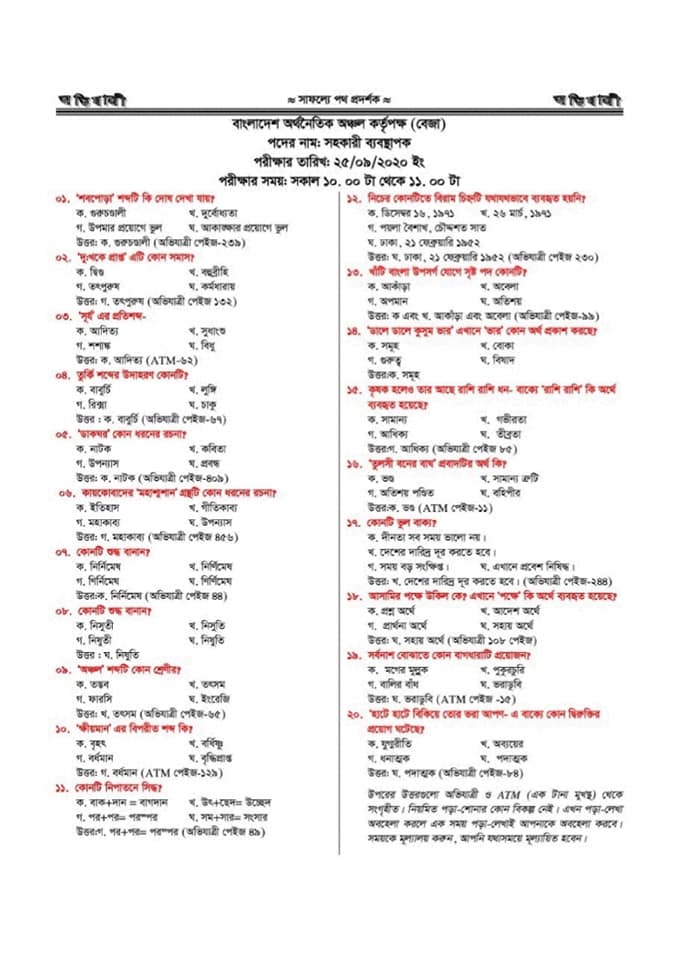 অভিযাত্রী
≈ সাফল্যে পথ প্রদর্শক ≈
অভিযাত্রী
বাংলাদেশ অর্থনৈতিক অঞ্চল কর্তৃপক্ষ (বেজা)
পদের নাম: সহকারী ব্যবস্থাপক
পরীক্ষার তারিখ: ২৫/০৯/২০২০ ইং
পরীক্ষার সময়: সকাল ১০. ০০ টা থেকে ১১. ০০ টা
০১. ‘শবপোড়া’ শব্দটি কি দোষ দেখা যায়?
ক. গুরুচণ্ডালী খ. দুর্বোধ্যতা
গ. উপমার প্রয়োগে ভুল ঘ. আকাঙ্ক্ষার প্রয়োগে ভুল
উত্তর: ক. গুরুচণ্ডালী (অভিযাত্রী পেইজ-২৩৯)
০২. ‘দুঃখকে প্রাপ্ত’ এটি কোন সমাস?
ক. দ্বিগু খ. বহুব্রীহি
গ. তৎপুরুষ ঘ. কর্মধারায়
উত্তর: গ. তৎপুরুষ (অভিযাত্রী পেইজ ১৩২)
০৩. ‘সূর্য’ এর প্রতিশব্দ-
ক. আদিত্য খ. সুধাংশু
গ. শশাঙ্ক ঘ. বিধু
উত্তর: ক. আদিত্য (ATM-৬২)
০৪. তুর্কি শব্দের উদাহরণ কোনটি?
ক. বাবুর্চি খ. লুঙ্গি
গ. রিক্সা ঘ. চাকু
উত্তর : ক. বাবুর্চি (অভিযাত্রী পেইজ-৬৭)
০৫. ‘ডাকঘর’ কোন ধরনের রচনা?
ক. নাটক খ. কবিতা
গ. উপন্যাস ঘ. প্রবন্ধ
উত্তর: ক. নাটক (অভিযাত্রী পেইজ-৪০৯)
০৬. কায়কোবাদের ‘মহাশ্মশান’ গ্রন্থটি কোন ধরনের রচনা?
ক. ইতিহাস খ. গীতিকাব্য
গ. মহাকাব্য ঘ. উপন্যাস
উত্তর: গ. মহাকাব্য (অভিযাত্রী পেইজ ৪৫৬)
০৭. কোনটি শুদ্ধ বানান?
ক. নির্নিমেষ খ. নির্ণিমেষ
গ. ণির্নিমেষ ঘ. ণির্ণিমেষ
উত্তর:ক. নির্নিমেষ (অভিযাত্রী পেইজ ৪৪)
০৮. কোনটি শুদ্ধ বানান?
ক. নিসুতী খ. নিসুতি
গ. নিষুতী ঘ. নিষুতি
উত্তর : ঘ. নিষুতি
০৯. ‘অঞ্চল’ শব্দটি কোন শ্রেণীর?
ক. তদ্ভব খ. তৎসম
গ. ফারসি ঘ. ইংরেজি
উত্তর: খ. তৎসম (অভিযাত্রী পেইজ-৬৫)
১০. ‘ক্ষীয়মান’ এর বিপরীত শব্দ কি?
ক. বৃহৎ খ. বর্ধিষ্ণু
গ. বর্ধমান ঘ. বৃদ্ধিপ্রাপ্ত
উত্তর: গ. বর্ধমান (ATM পেইজ-১২৯)
১১. কোনটি নিপাতনে সিদ্ধ?
ক. বাক+দান = বাগদান খ. উৎ+ছেদ= উচ্ছেদ
গ. পর+পর= পরস্পর ঘ. সম+সার= সংসার
উত্তর:গ. পর+পর= পরস্পর (অভিযাত্রী পেইজ ৪৯)
১২. নিচের কোনটিতে বিরাম চিহ্নটি যথাযথভাবে ব্যবহৃত হয়নি?
ক. ডিসেম্বর ১৬ , ১৯৭১ খ. ২৬ মার্চ, ১৯৭১
গ. পয়লা বৈশাখ, চৌদ্দশত সাত
ঘ. ঢাকা, ২১ ফেব্রুয়ারি ১৯৫২
উত্তর: ঘ. ঢাকা, ২১ ফেব্রুয়ারি ১৯৫২ (অভিযাত্রী পেইজ ২৩০)
১৩. খাঁটি বাংলা উপসর্গ যোগে সৃষ্ট পদ কোনটি?
ক. আকাঁড়া খ. অবেলা
গ. অপমান ঘ. অতিশয়
উত্তর: ক এবং খ. আকাঁড়া এবং অবেলা (অভিযাত্রী পেইজ-৯৯)
১৪. ‘ডালে ডালে কুসুম ভার’ এখানে ‘ভার’ কোন অর্থ প্রকাশ করছে?
ক. সমূহ খ. বোকা
গ. গুরুত্ব ঘ. বিষাদ
উত্তর:ক. সমূহ
১৫. কৃষক হলেও তার আছে রাশি রাশি ধন- বাক্যে ‘রাশি রাশি’ কি অর্থে
ব্যবহৃত হয়েছে?
ক. সামান্য খ. গভীরতা
গ. আধিক্য ঘ. তীব্রতা
উত্তর:গ. আধিক্য (অভিযাত্রী পেইজ ৮৫)
১৬. ‘তুলসী বনের বাঘ’ প্রবাদটির অর্থ কি?
ক. ভণ্ড খ. সামান্য ত্রুটি
গ. অতিশয় পণ্ডিত ঘ. বহিপীর
উত্তর:ক. ভণ্ড (ATM পেইজ-১১)
১৭. কোনটি ভুল বাক্য?
ক. দীনতা সব সময় ভালো নয়।
খ. দেশের দারিদ্র দূর করতে হবে।
গ. সময় বড় সংক্ষিপ্ত। ঘ. এখানে প্রবেশ নিষিদ্ধ।
উত্তর: খ. দেশের দারিদ্র দূর করতে হবে। (অভিযাত্রী পেইজ-২৪৪)
১৮. আসামির পক্ষে উকিল কে? এখানে ‘পক্ষে’ কি অর্থে ব্যবহৃত হয়েছে?
ক. প্রশ্ন অর্থে খ. আদেশ অর্থে
গ. প্রার্থনা অর্থে ঘ. সহায় অর্থে
উত্তর: ঘ. সহায় অর্থে (অভিযাত্রী ১০৮ পেইজ)
১৯. সর্বনাশ বোঝাতে কোন বাগধারাটি প্রয়োজন?
ক. মগের মুল্লুক খ. পুকুরচুরি
গ. বালির বাঁধ ঘ. ভরাডুবি
উত্তর: ঘ. ভরাডুবি (ATM পেইজ -১৫)
২০. ‘হাটে হাটে বিকিয়ে তোর ভরা আপণ- এ বাক্যে কোন দ্বিরুক্তির
প্রয়োগ ঘটেছে?
ক. যুগ্মরীতি খ. অব্যয়ের
গ. ধনাত্মক ঘ. পদাত্মক
উত্তর: ঘ. পদাত্মক (অভিযাত্রী পেইজ-৮৪)
উপরের উত্তরগুলো অভিযাত্রী ও ATM (এক টানা মুখস্থ) থেকে
সংগৃহীত। নিয়মিত পড়া-শোনার কোন বিকল্প নেই। এখন পড়া-লেখা
অবহেলা করলে এক সময় পড়া-লেখাই আপনাকে অবহেলা করবে।
সময়কে মূল্যালয় করুন, আপনি যথাসময়ে মূল্যায়িত হবেন।